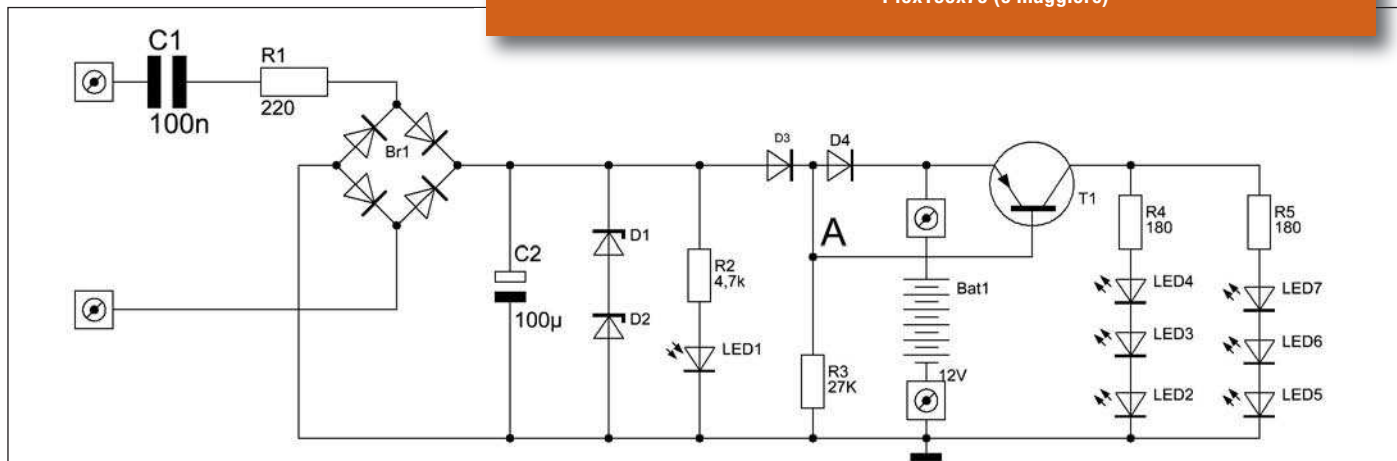 C1
100n
R1
220
Br1
C2
100µ
D1
D2
R2
4,7k
LED1
D3
D4
A
R3
27K
Bat1
12V
T1
R4
180
LED4
LED3
LED2
R5
180
LED7
LED6
LED5